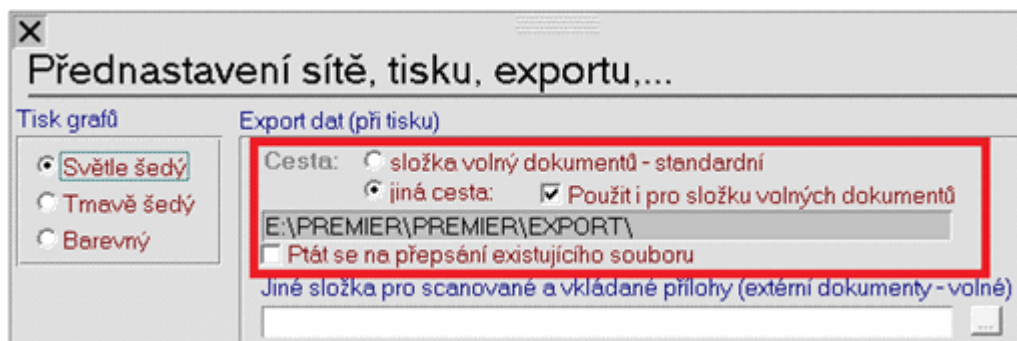 Přednastavení sítě, tisku, exportu,...
Tisk grafů
Světle šedý
Tmavě šedý
Barevný
Export dat (při tisku)
Cesta: složka volný dokumentů - standardní
jiná cesta: Použit i pro složku volných dokumentů
E:\PREMIER\PREMIER\EXPORT\
Ptát se na přepsání existujícího souboru
Jiné složka pro scanované a vkládané přílohy (extérní dokumenty - volné)
...